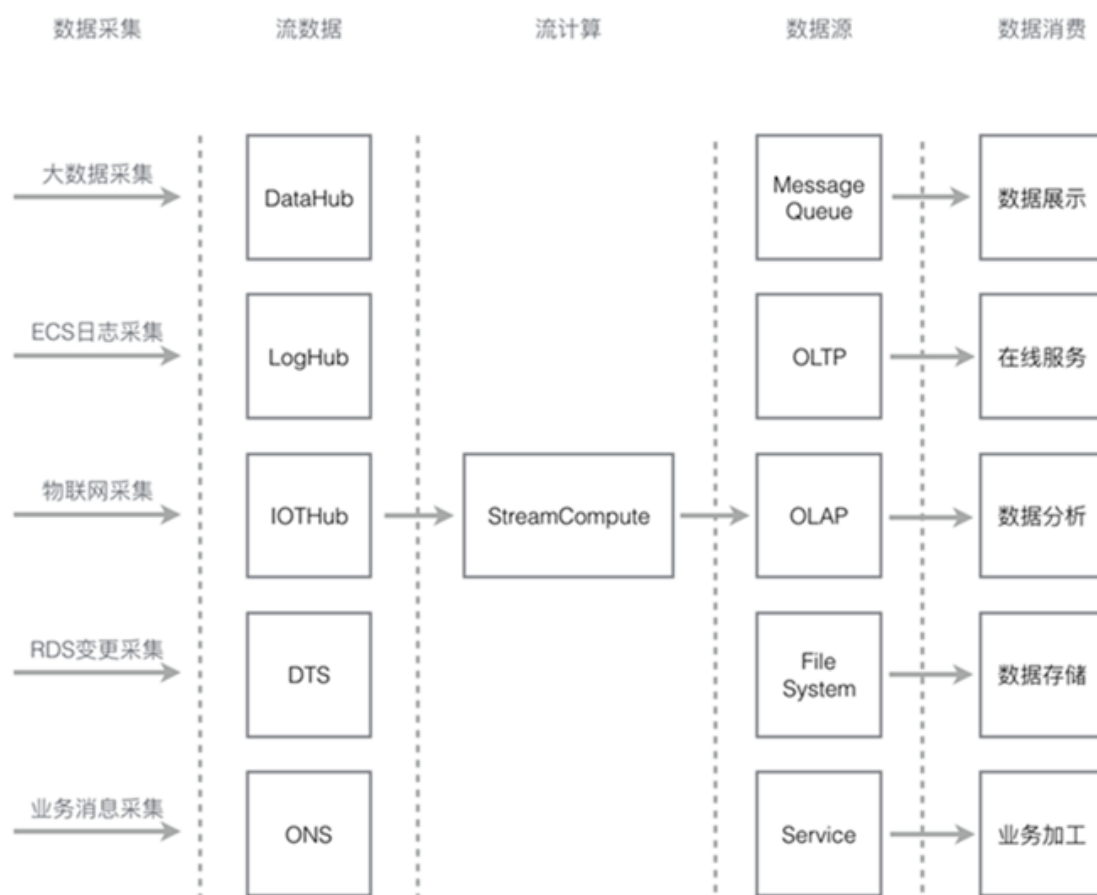 数据采集
流数据
流计算
数据源
数据消费
大数据采集
DataHub
Message
Queue
数据展示
ECS日志采集
LogHub
OLTP
在线服务
物联网采集
IOTHub
StreamCompute
OLAP
数据分析
RDS变更采集
DTS
File
System
数据存储
业务消息采集
ONS
Service
业务加工